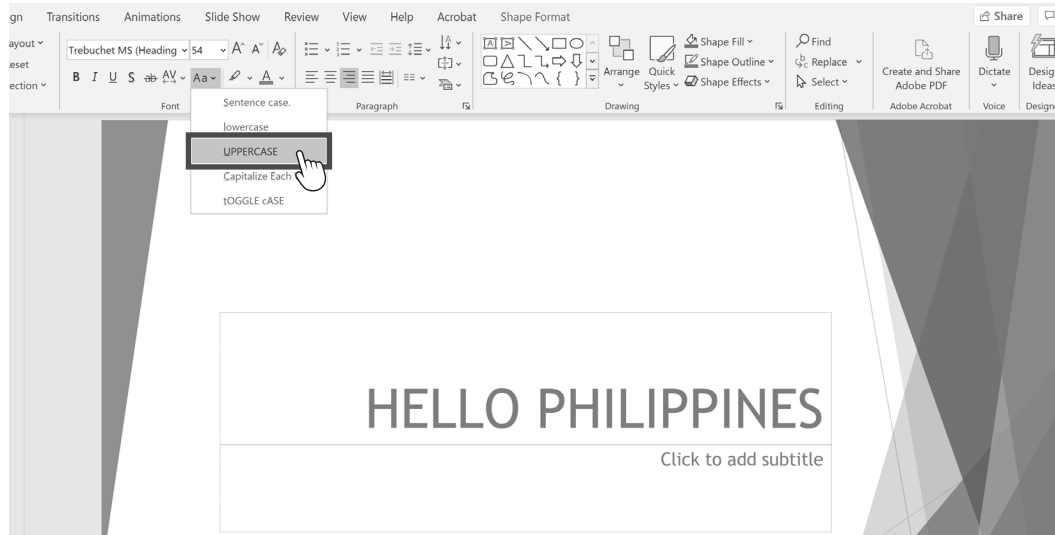 gn Transitions Animations Slide Show Review View Help Acrobat Shape Format Share
ayout Trebuchet MS (Heading 54 A A A Shape Fill Find
eset Shape Outline Replace
ection B I U S ab AV Aa A Arrange Quick Styles Shape Effects Select Create and Share Adobe PDF Dictate Desig Ideas
Font Paragraph Drawing Editing Adobe Acrobat Voice Design
Sentence case.
lowercase
UPPERCASE
Capitalize Each
tOGGLE cASE
HELLO PHILIPPINES
Click to add subtitle